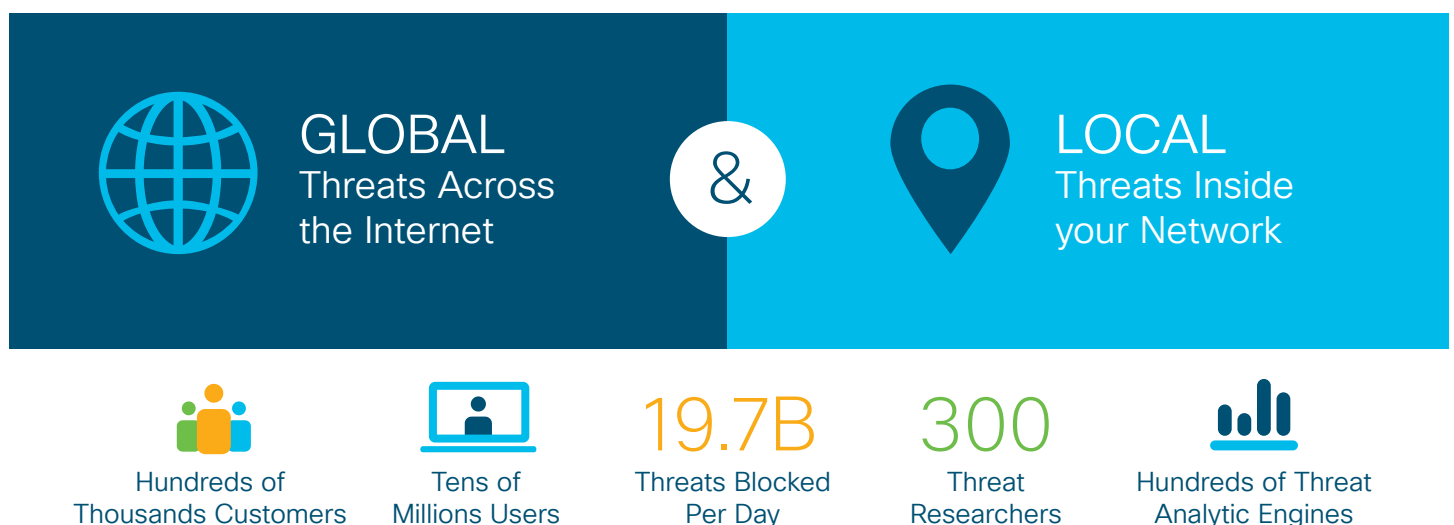 GLOBAL
Threats Across
the Internet
&
LOCAL
Threats Inside
your Network
Hundreds of
Thousands Customers
Tens of
Millions Users
19.7B
Threats Blocked
Per Day
300
Threat
Researchers
Hundreds of Threat
Analytic Engines